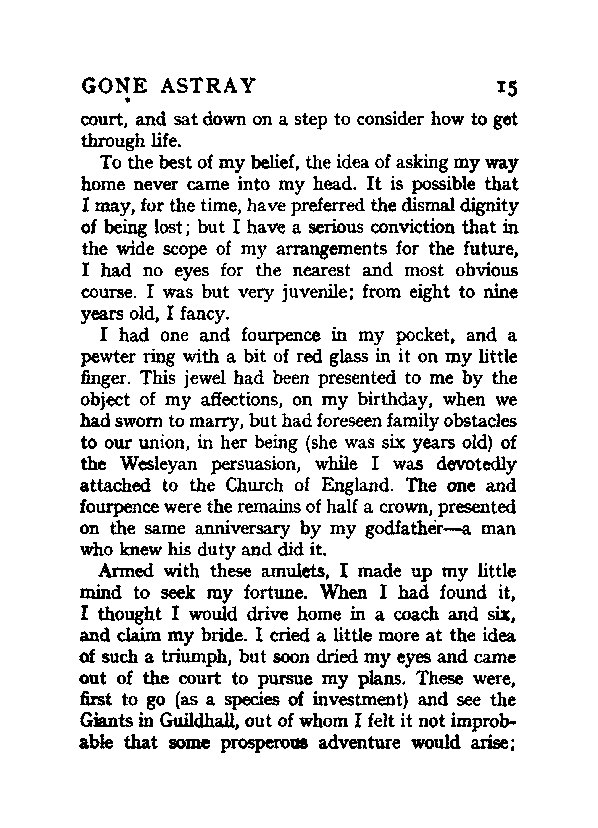 GONE ASTRAY 15
court, and sat down on a step to consider how to get
through life.
To the best of my belief, the idea of asking my way
home never came into my head. It is possible that
I may, for the time, have preferred the dismal dignity
of being lost; but I have a serious conviction that in
the wide scope of my arrangements for the future,
I had no eyes for the nearest and most obvious
course. I was but very juvenile; from eight to nine
years old, I fancy.
I had one and fourpence in my pocket, and a
pewter ring with a bit of red glass in it on my little
finger. This jewel had been presented to me by the
object of my affections, on my birthday, when we
had sworn to marry, but had foreseen family obstacles
to our union, in her being (she was six years old) of
the Wesleyan persuasion, while I was devotedly
attached to the Church of England. The one and
fourpence were the remains of half a crown, presented
on the same anniversary by my godfather—a man
who knew his duty and did it.
Armed with these amulets, I made up my little
mind to seek my fortune. When I had found it,
I thought I would drive home in a coach and six,
and claim my bride. I cried a little more at the idea
of such a triumph, but soon dried my eyes and came
out of the court to pursue my plans. These were,
first to go (as a species of investment) and see the
Giants in Guildhall, out of whom I felt it not improb-
able that some prosperous adventure would arise;